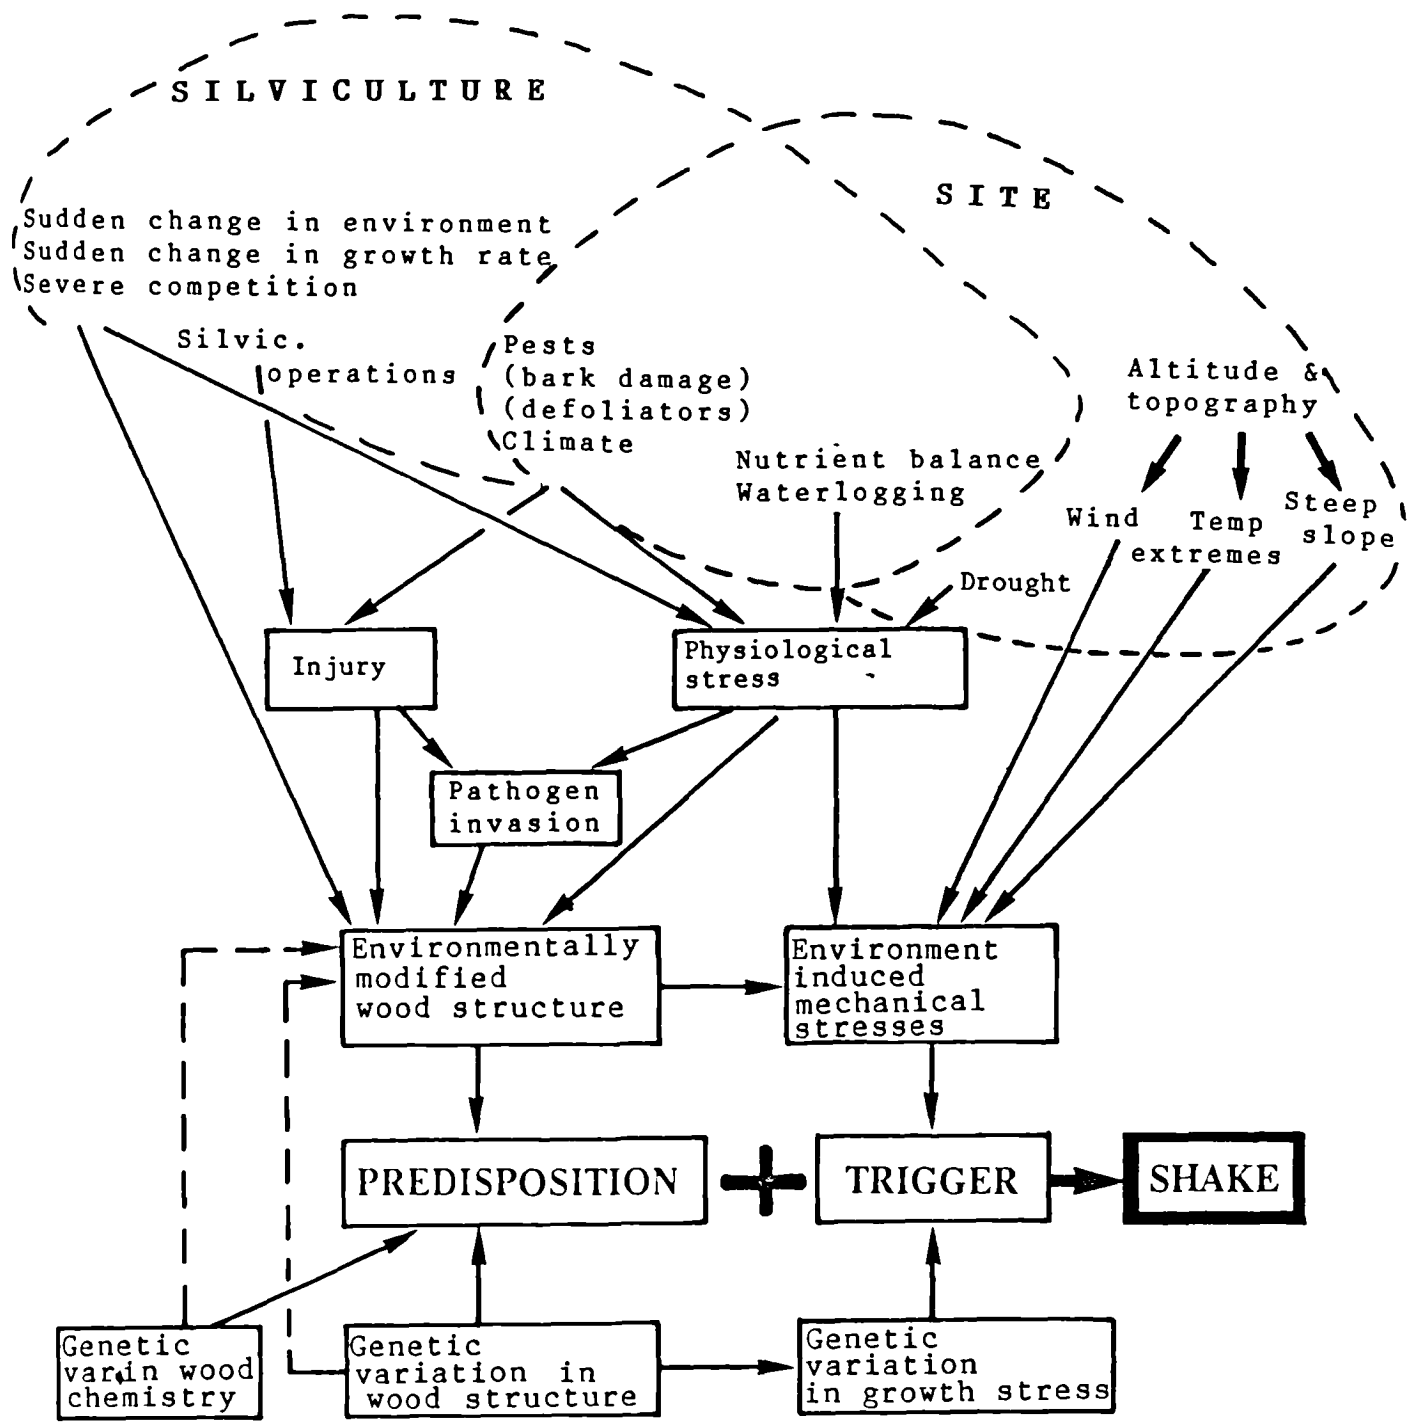 SILVICULTURE
SITE
Sudden change in environment
Sudden change in growth rate
Severe competition
Silvic.
operations
Pests
(bark damage)
(defoliators)
Climate
Nutrient balance
Waterlogging
Altitude &
topography
Wind
Temp
extremes
Steep
slope
Drought
Injury
Physiological
stress
Pathogen
invasion
Environmentally
modified
wood structure
Environment
induced
mechanical
stresses
PREDISPOSITION
+
TRIGGER
SHAKE
Genetic
var.in wood
chemistry
Genetic
variation in
wood structure
Genetic
variation
in growth stress